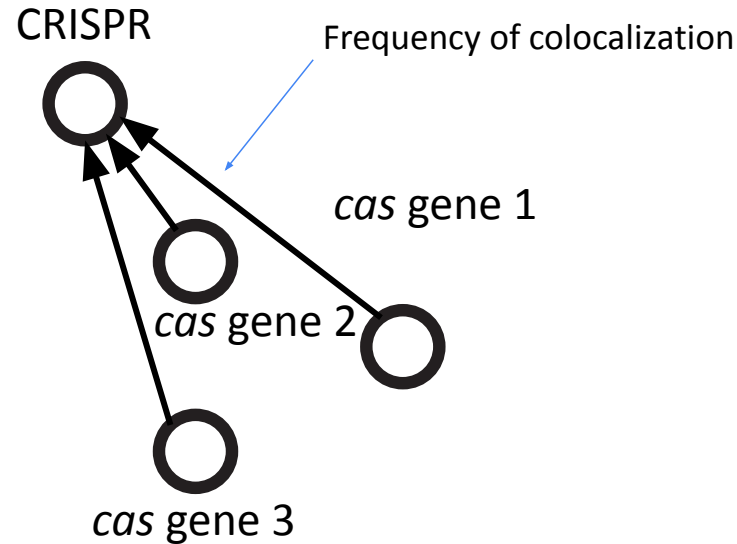 CRISPR
Frequency of colocalization
cas gene 1
cas gene 2
cas gene 3